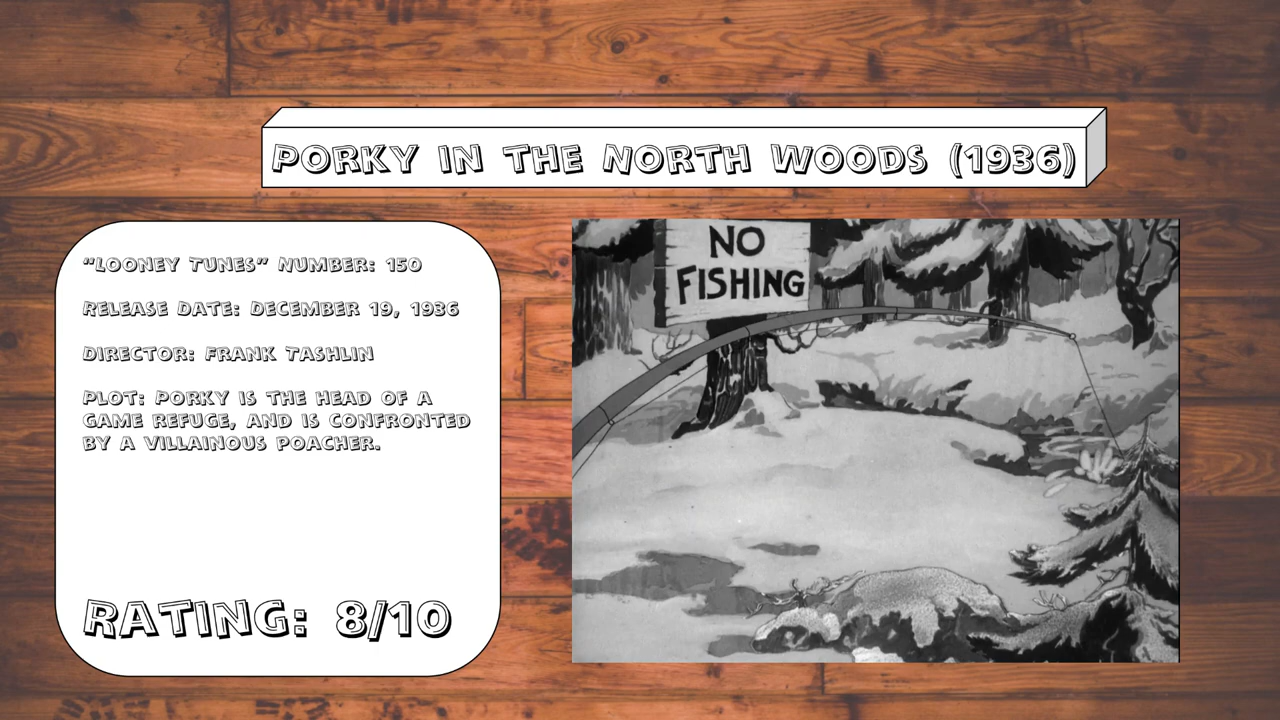 PORKY IN THE NORTH WOODS (1936)
"LOONEY TUNES" NUMBER: 150
RELEASE DATE: DECEMBER 19, 1936
DIRECTOR: FRANK TASHLIN
PLOT: PORKY IS THE HEAD OF A
GAME REFUGE, AND IS CONFRONTED
BY A VILLAINOUS POACHER.
RATING: 8/10
NO
FISHING